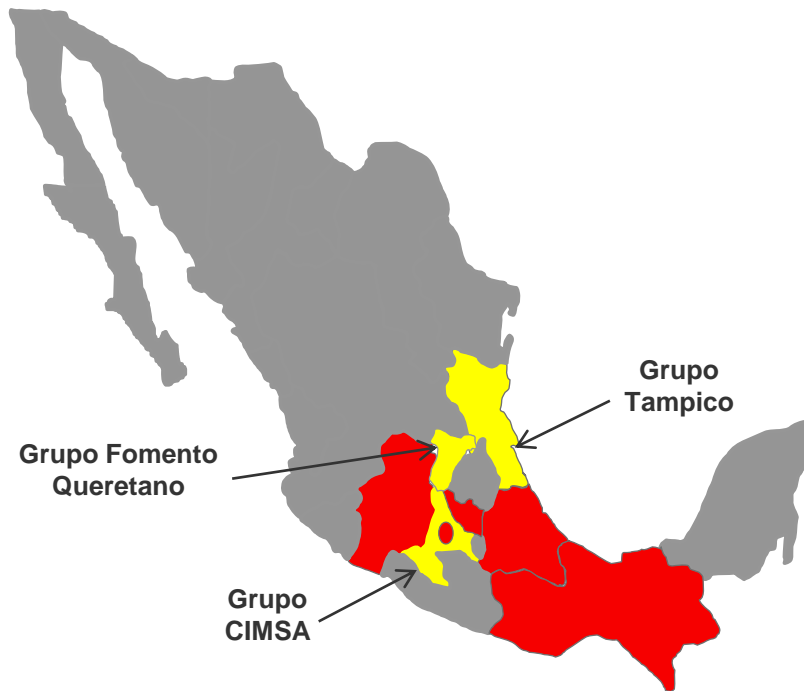 Grupo
Tampico
Grupo Fomento
Queretano
Grupo
CIMSA